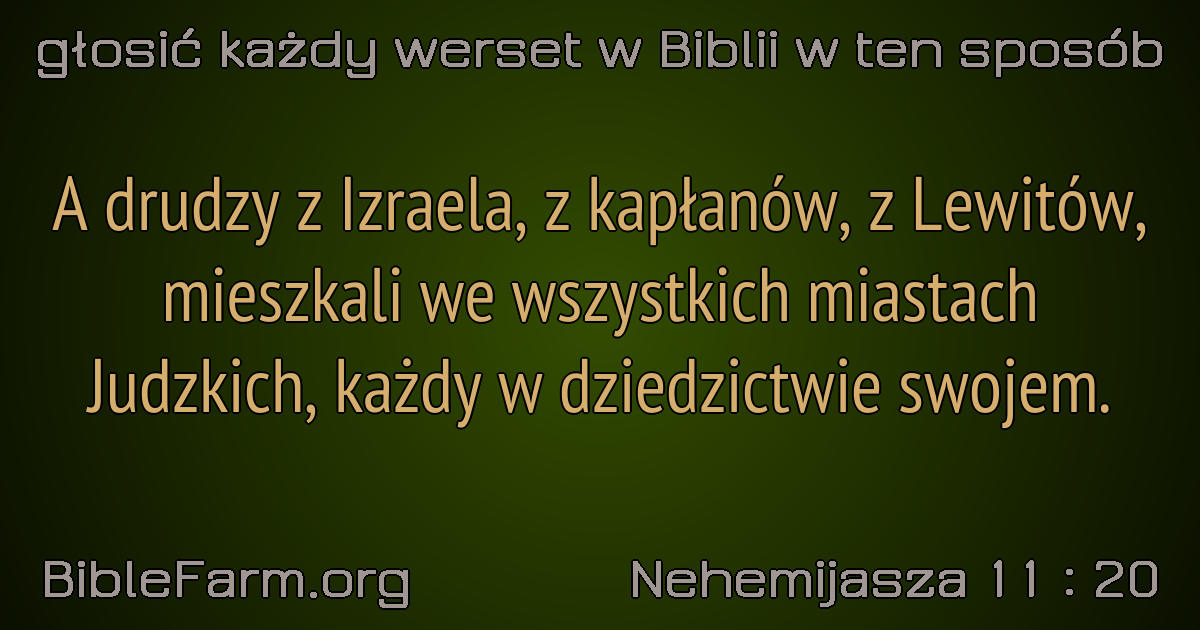 głosić każdy werset w Biblii w ten sposób
A drudzy z Izraela, z kapłanów, z Lewitów,
mieszkali we wszystkich miastach
Judzkich, każdy w dziedzictwie swojem.
BibleFarm.org
Nehemijasza 11 : 20